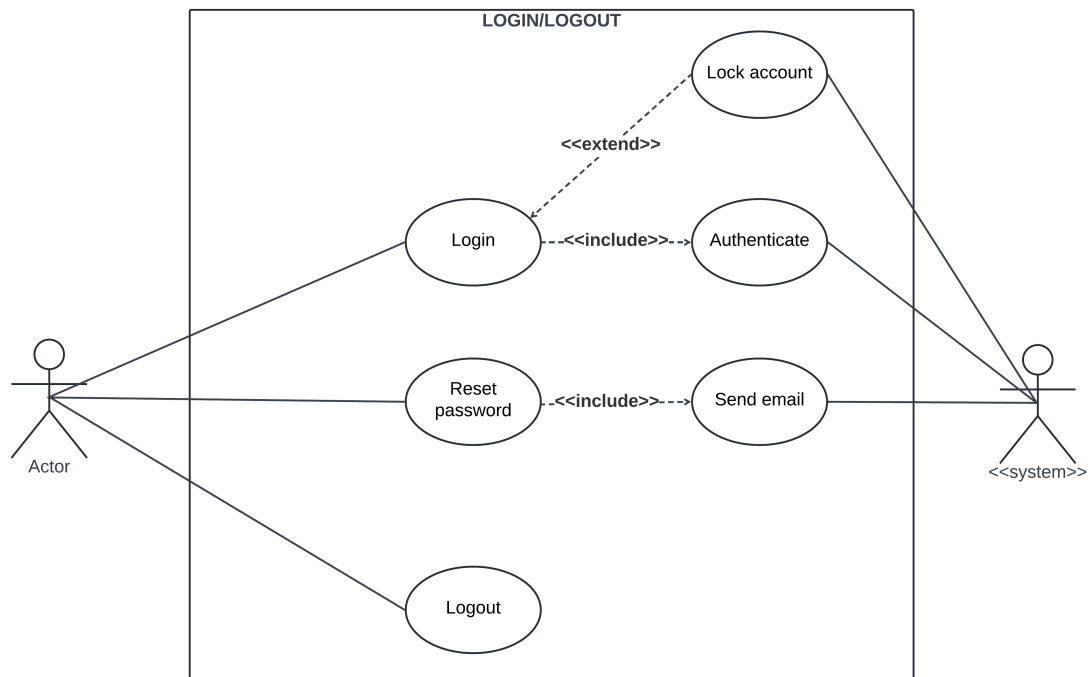 LOGIN/LOGOUT
Lock account
<<extend>>
Login
<<include>>
Authenticate
Reset
password
<<include>>
Send email
Actor
<<system>>
Logout